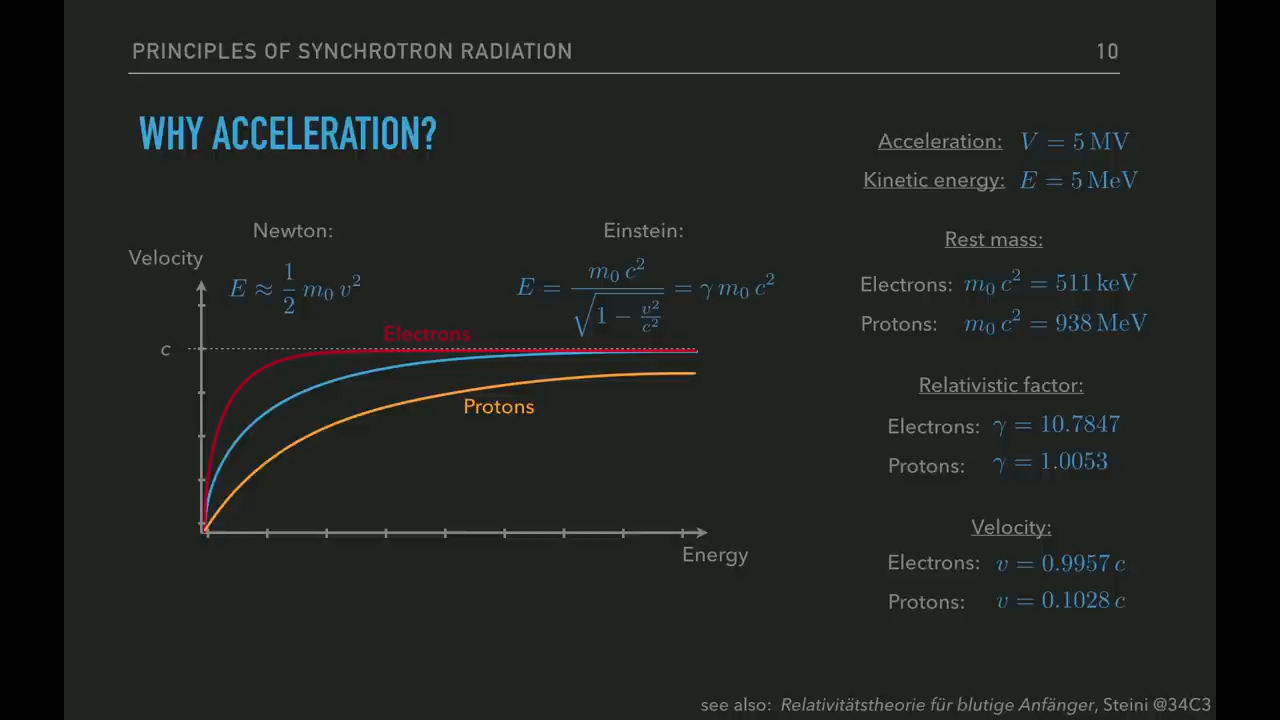 PRINCIPLES OF SYNCHROTRON RADIATION 10
WHY ACCELERATION?
Acceleration: V = 5 MV
Kinetic energy: E = 5 MeV
Newton:
Einstein:
Velocity
E ≈ 1/2 m₀ v²
E = m₀ c² / √(1 − v²/c²) = γ m₀ c²
Rest mass:
Electrons: m₀ c² = 511 keV
Protons: m₀ c² = 938 MeV
Electrons
c
Protons
Energy
Relativistic factor:
Electrons: γ = 10.7847
Protons: γ = 1.0053
Velocity:
Electrons: v = 0.9957 c
Protons: v = 0.1028 c
see also: Relativitätstheorie für blutige Anfänger, Steini @34C3